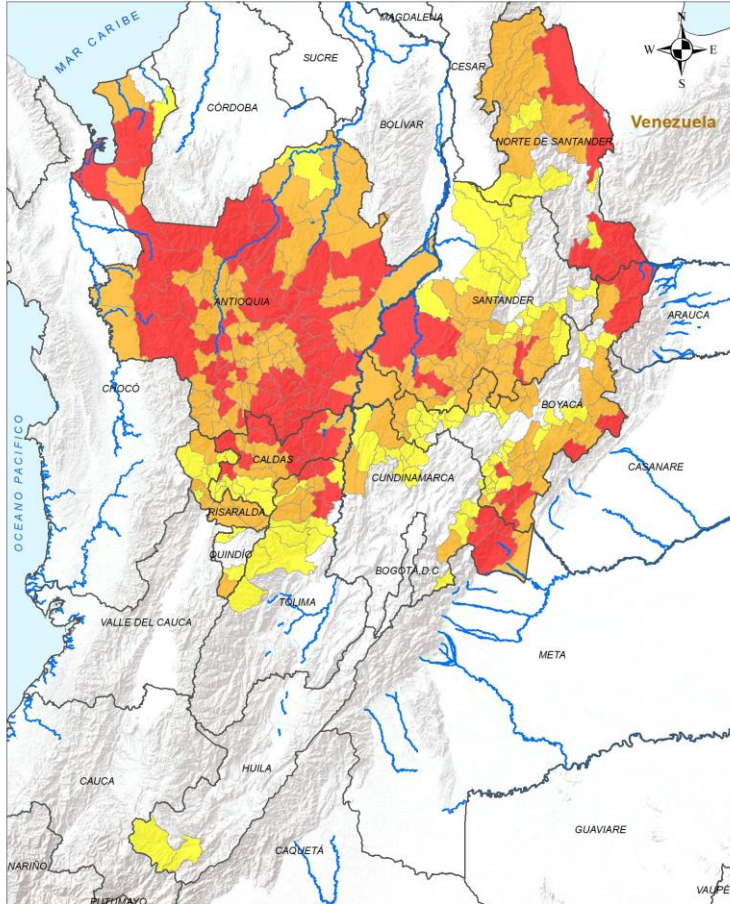 MAGDALENA
N
MAR CARIBE
W
E
SUCRE
CESAR
S
CÓRDOBA
BOLÍVAR
Venezuela
NORTE DE SANTANDER
ANTIOQUIA
SANTANDER
ARAUCA
CHOCÓ
BOYACÁ
CALDAS
CUNDINAMARCA
CASANARE
RISARALDA
OCEANO PACIFICO
QUINDÍO
BOGOTÁ, D.C
TOLIMA
VALLE DEL CAUCA
META
HUILA
CAUCA
GUAVIARE
CAQUETÁ
NARIÑO
PUTUMAYO
VAUPÉ